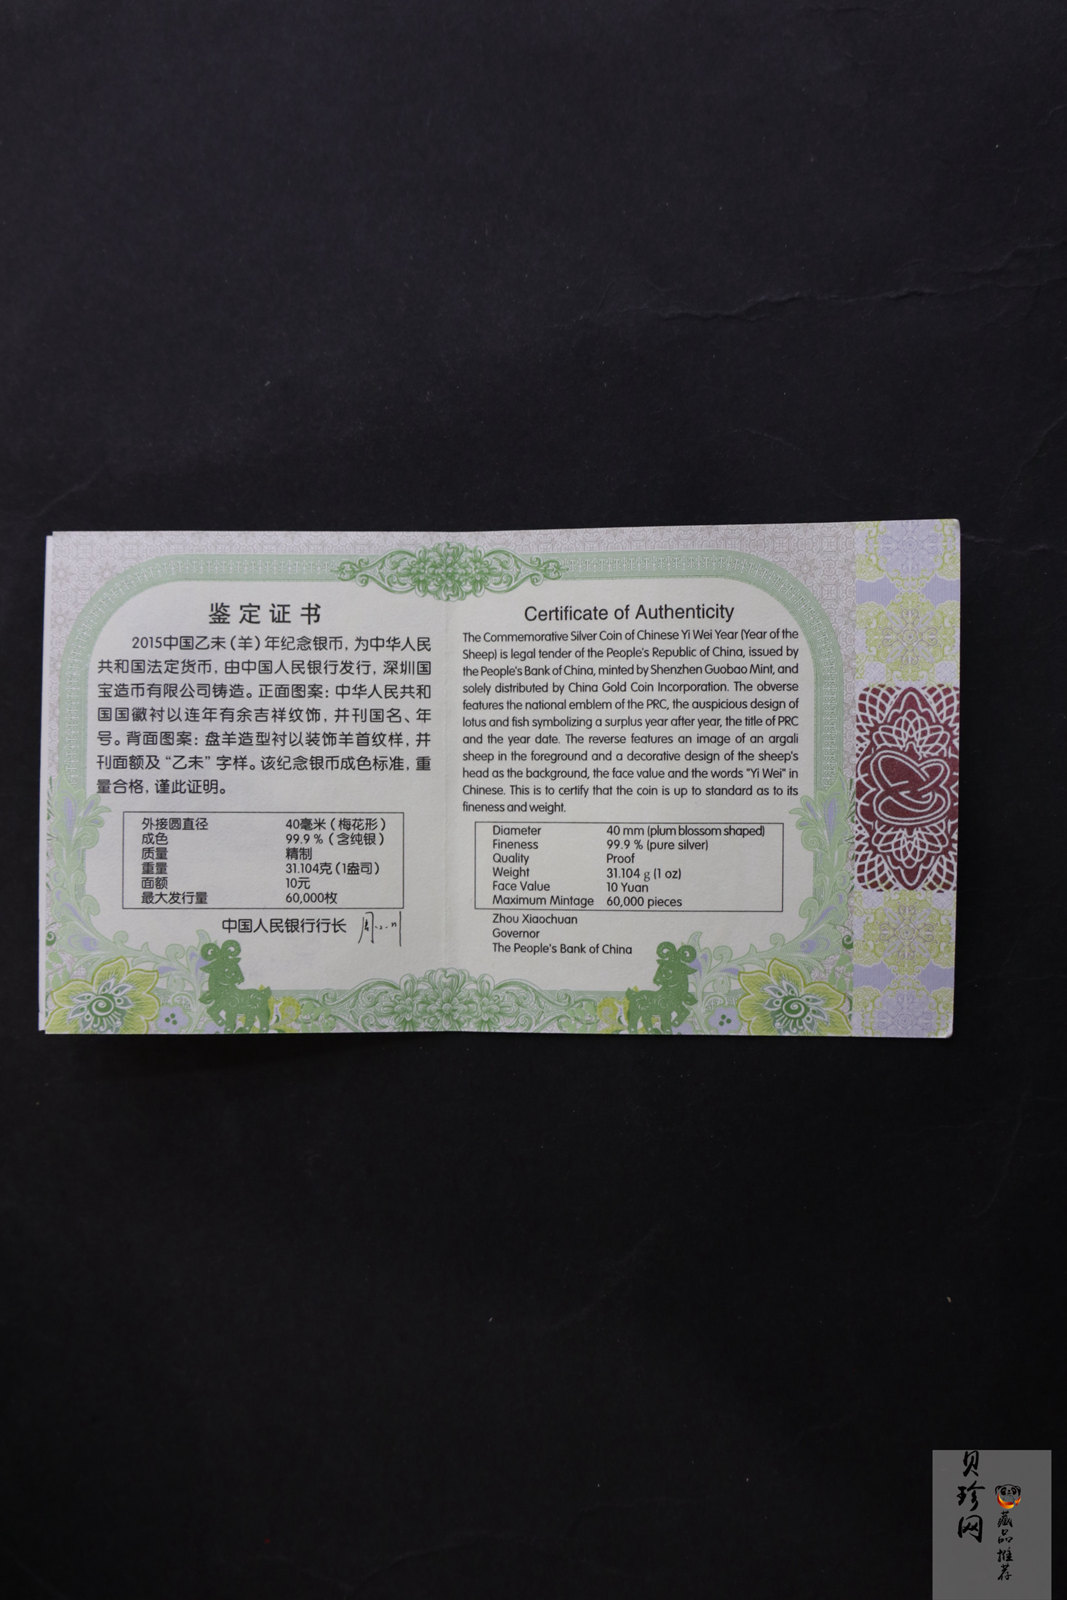 鉴定证书
2015中国乙未（羊）年纪念银币，为中华人民
共和国法定货币，由中国人民银行发行，深圳国
宝造币有限公司铸造。正面图案：中华人民共和
国国徽衬以连年有余吉祥纹饰，并刊国名、年
号。背面图案：盘羊造型衬以装饰羊首纹样，并
刊面额及“乙未”字样。该纪念银币成色标准，重
量合格，谨此证明。
外接圆直径 40毫米（梅花形）
成色 99.9 %（含纯银）
质量 精制
重量 31.104克（1盎司）
面额 10元
最大发行量 60,000枚
中国人民银行行长
Certificate of Authenticity
The Commemorative Silver Coin of Chinese Yi Wei Year (Year of the
Sheep) is legal tender of the People's Republic of China, issued by
the People's Bank of China, minted by Shenzhen Guobao Mint, and
solely distributed by China Gold Coin Incorporation. The obverse
features the national emblem of the PRC, the auspicious design of
lotus and fish symbolizing a surplus year after year, the title of PRC
and the year date. The reverse features an image of an argali
sheep in the foreground and a decorative design of the sheep's
head as the background, the face value and the words "Yi Wei" in
Chinese. This is to certify that the coin is up to standard as to its
fineness and weight.
Diameter 40 mm (plum blossom shaped)
Fineness 99.9 % (pure silver)
Quality Proof
Weight 31.104 g (1 oz)
Face Value 10 Yuan
Maximum Mintage 60,000 pieces
Zhou Xiaochuan
Governor
The People's Bank of China
贝珍网
藏品推荐